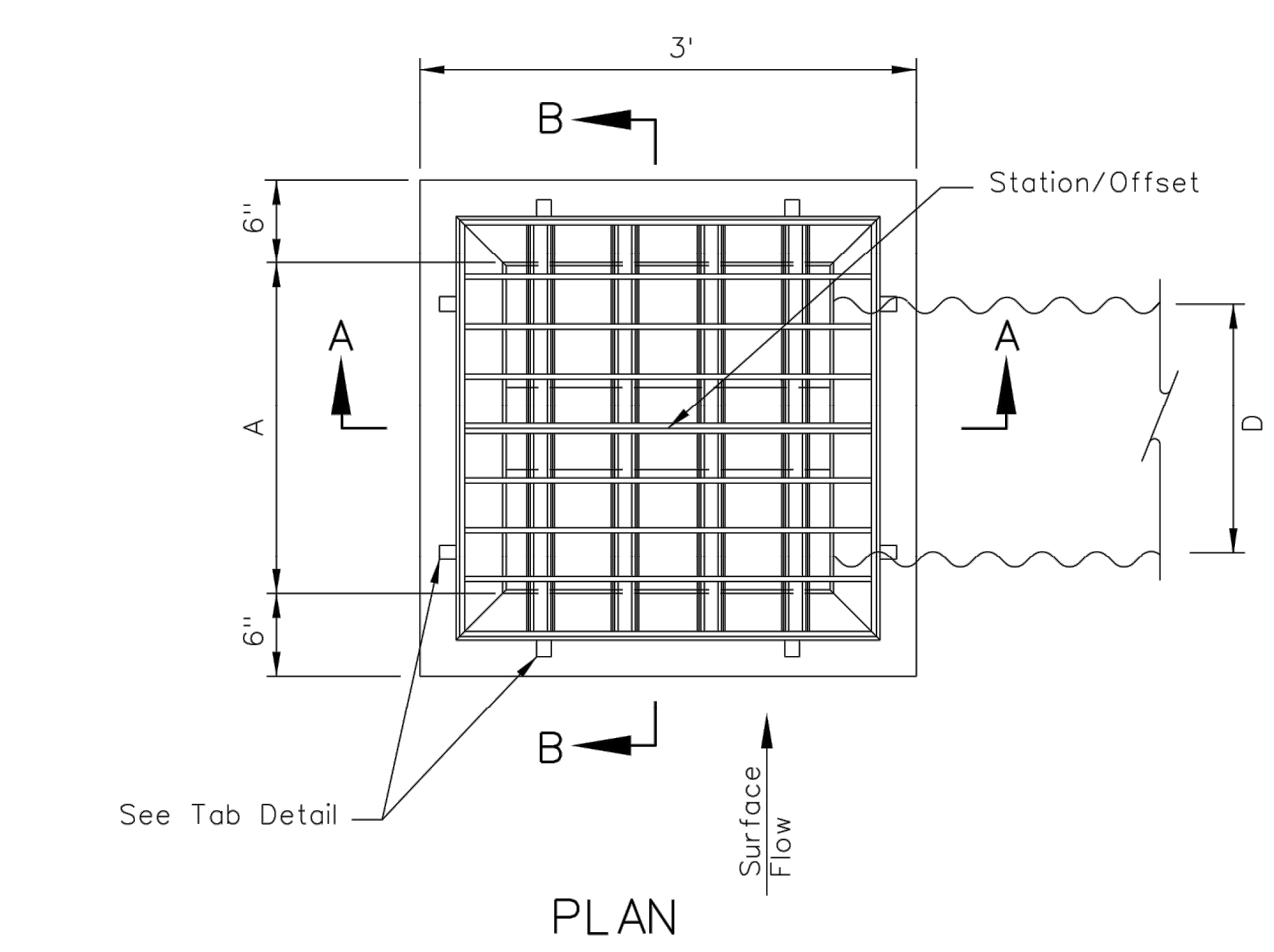 3'
B
Station/Offset
6"
A
A
A
D
6"
B
See Tab Detail
Surface
Flow
PLAN